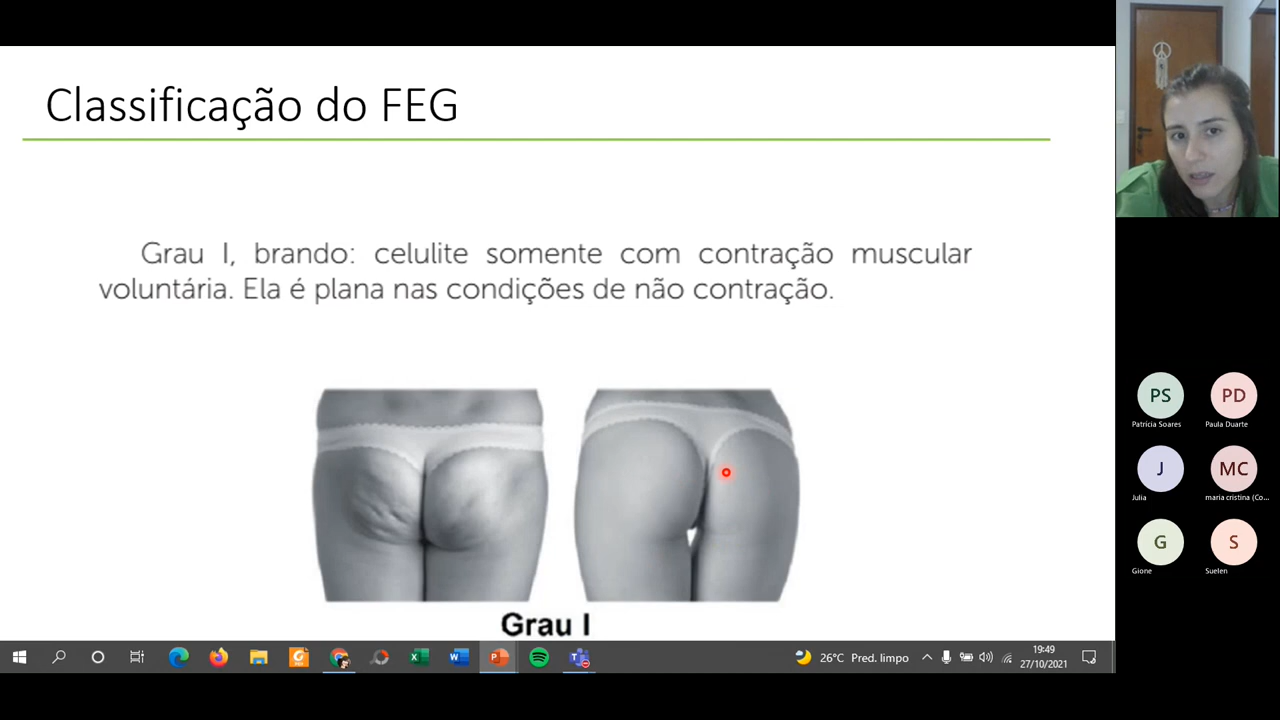 Classificação do FEG
Grau I, brando: celulite somente com contração muscular
voluntária. Ela é plana nas condições de não contração.
Grau I
PS
PD
Patrícia Soares
Paula Duarte
J
MC
Julia
maria cristina (Co...
G
S
Gione
Suelen
26°C Pred. limpo
19:49
27/10/2021